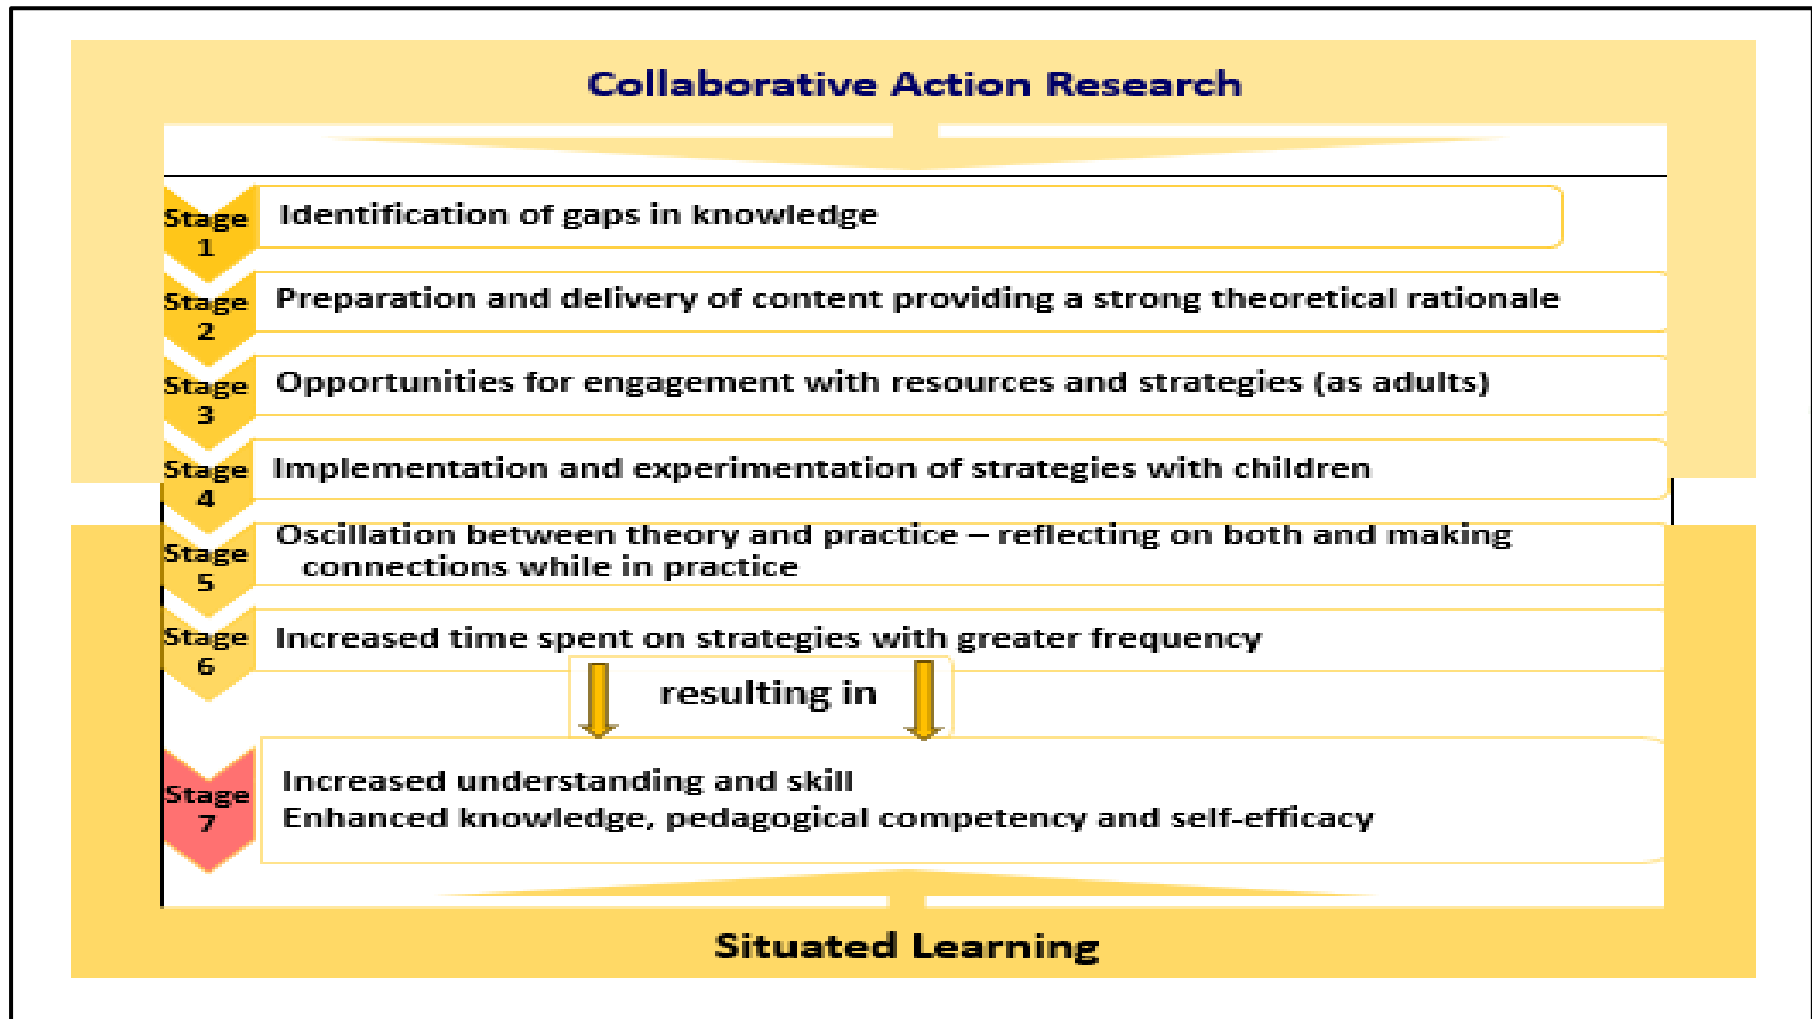 Collaborative Action Research
Stage
1
Identification of gaps in knowledge
Stage
2
Preparation and delivery of content providing a strong theoretical rationale
Stage
3
Opportunities for engagement with resources and strategies (as adults)
Stage
4
Implementation and experimentation of strategies with children
Stage
5
Oscillation between theory and practice – reflecting on both and making
connections while in practice
Stage
6
Increased time spent on strategies with greater frequency
resulting in
Stage
7
Increased understanding and skill
Enhanced knowledge, pedagogical competency and self-efficacy
Situated Learning